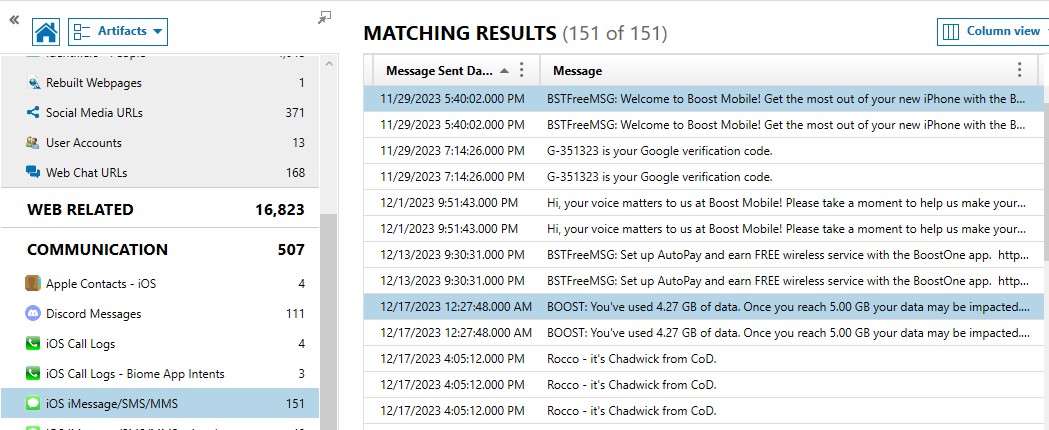 «
Artifacts
MATCHING RESULTS (151 of 151)
Column view
Rebuilt Webpages 1
Social Media URLs 371
User Accounts 13
Web Chat URLs 168
WEB RELATED 16,823
COMMUNICATION 507
Apple Contacts - iOS 4
Discord Messages 111
iOS Call Logs 4
iOS Call Logs - Biome App Intents 3
iOS iMessage/SMS/MMS 151
Message Sent Da... Message
11/29/2023 5:40:02.000 PM BSTFreeMSG: Welcome to Boost Mobile! Get the most out of your new iPhone with the B...
11/29/2023 5:40:02.000 PM BSTFreeMSG: Welcome to Boost Mobile! Get the most out of your new iPhone with the B...
11/29/2023 7:14:26.000 PM G-351323 is your Google verification code.
11/29/2023 7:14:26.000 PM G-351323 is your Google verification code.
12/1/2023 9:51:43.000 PM Hi, your voice matters to us at Boost Mobile! Please take a moment to help us make your...
12/1/2023 9:51:43.000 PM Hi, your voice matters to us at Boost Mobile! Please take a moment to help us make your...
12/13/2023 9:30:31.000 PM BSTFreeMSG: Set up AutoPay and earn FREE wireless service with the BoostOne app. http...
12/13/2023 9:30:31.000 PM BSTFreeMSG: Set up AutoPay and earn FREE wireless service with the BoostOne app. http...
12/17/2023 12:27:48.000 AM BOOST: You've used 4.27 GB of data. Once you reach 5.00 GB your data may be impacted....
12/17/2023 12:27:48.000 AM BOOST: You've used 4.27 GB of data. Once you reach 5.00 GB your data may be impacted....
12/17/2023 4:05:12.000 PM Rocco - it's Chadwick from CoD.
12/17/2023 4:05:12.000 PM Rocco - it's Chadwick from CoD.
12/17/2023 4:05:12.000 PM Rocco - it's Chadwick from CoD.